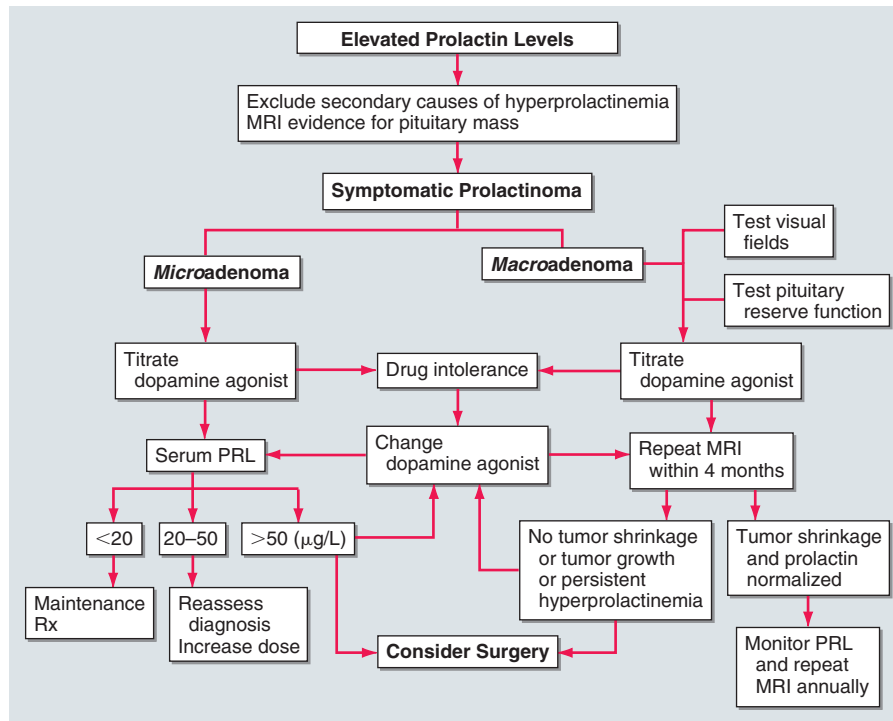 Elevated Prolactin Levels
Exclude secondary causes of hyperprolactinemia
MRI evidence for pituitary mass
Symptomatic Prolactinoma
Microadenoma
Macroadenoma
Test visual
fields
Test pituitary
reserve function
Titrate
dopamine agonist
Drug intolerance
Titrate
dopamine agonist
Serum PRL
Change
dopamine agonist
Repeat MRI
within 4 months
<20
20–50
>50 (μg/L)
No tumor shrinkage
or tumor growth
or persistent
hyperprolactinemia
Tumor shrinkage
and prolactin
normalized
Maintenance
Rx
Reassess
diagnosis
Increase dose
Consider Surgery
Monitor PRL
and repeat
MRI annually